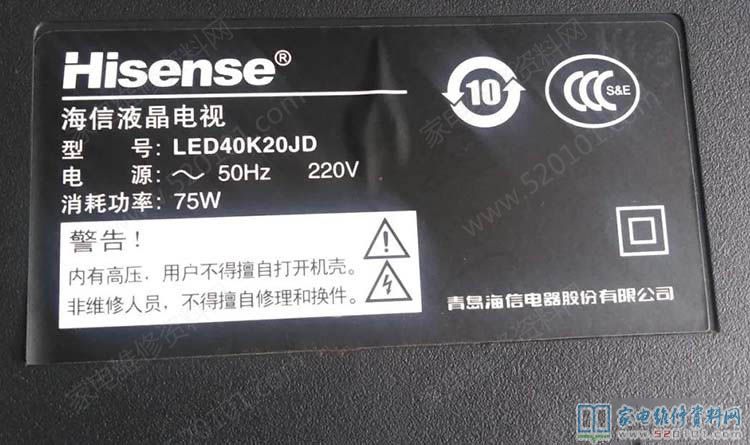 Hisense®
海信液晶电视
型 号: LED40K20JD
电 源: ～ 50Hz 220V
消耗功率: 75W
10
S&E
警告!
内有高压，用户不得擅自打开机壳。
非维修人员，不得擅自修理和换件。
青岛海信电器股份有限公司
家电维修资料网
www.520101.com